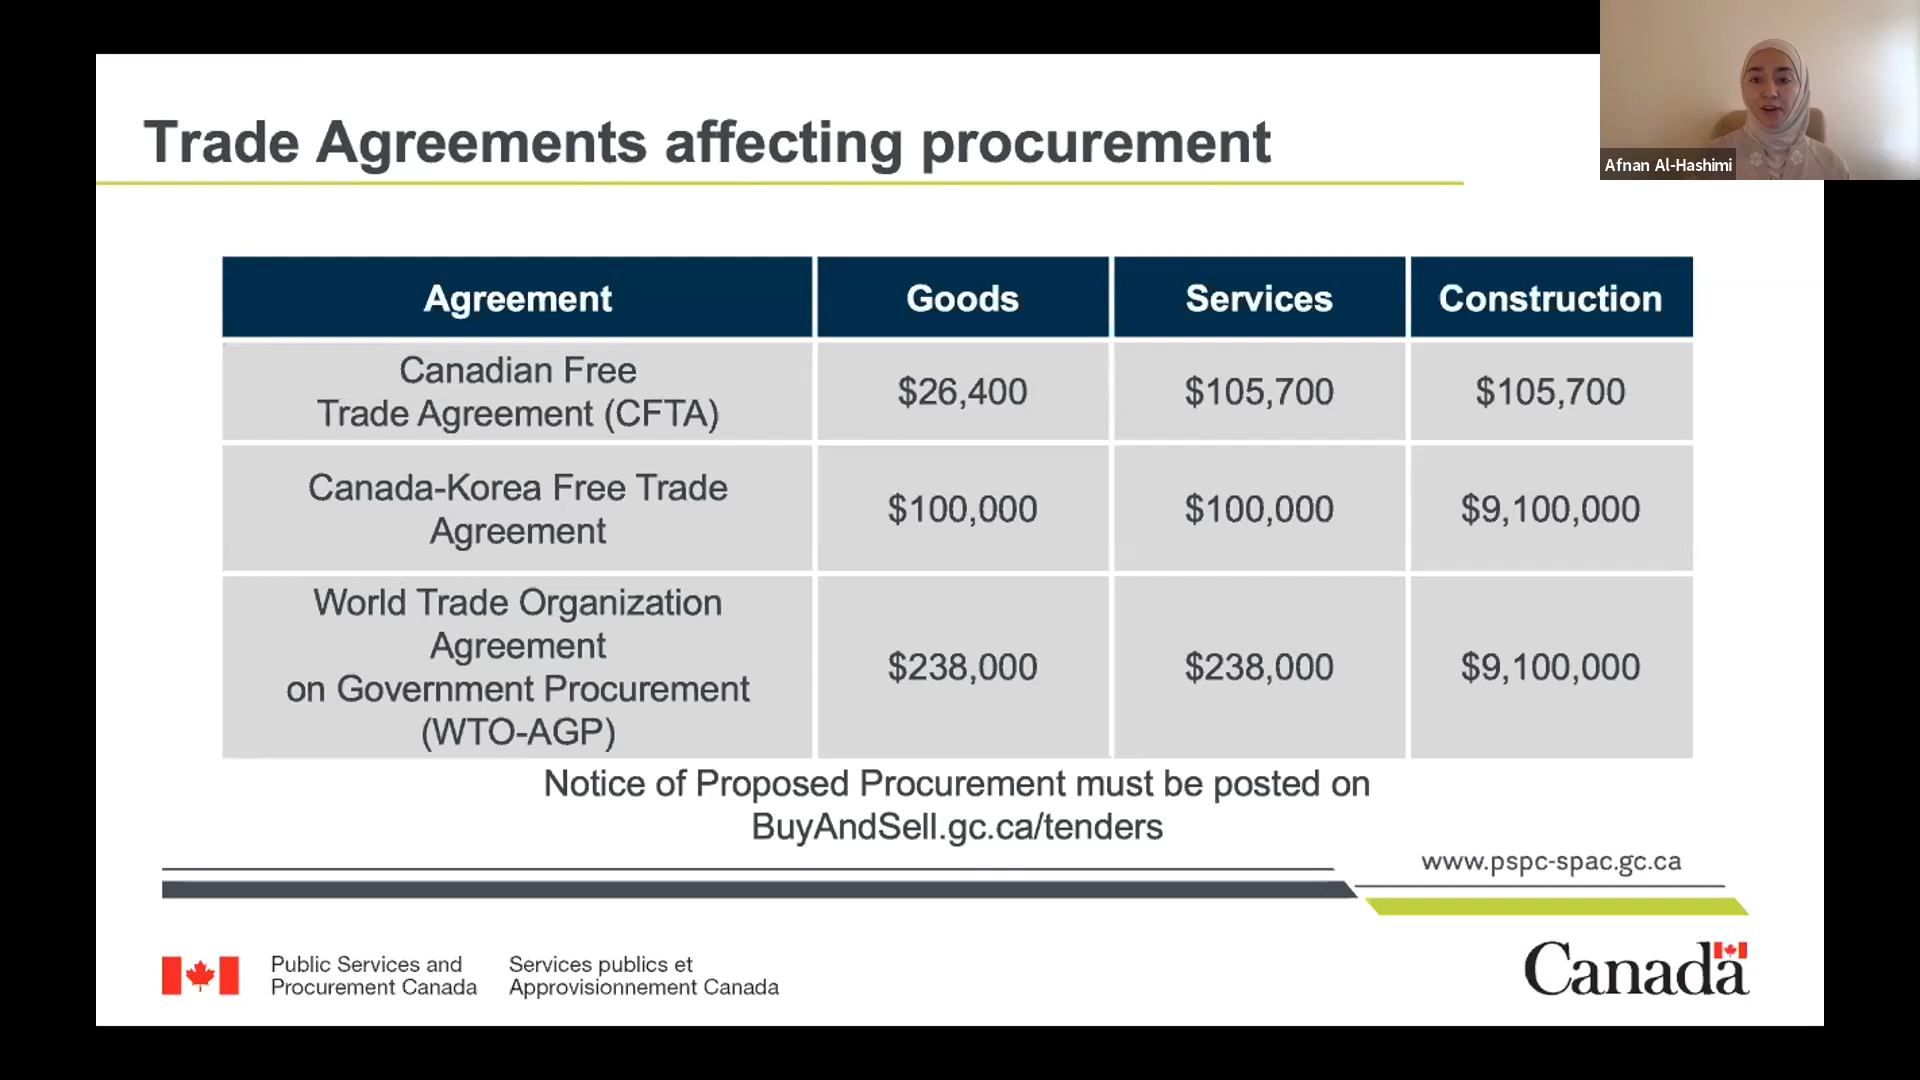 Trade Agreements affecting procurement
Afnan Al-Hashimi
Agreement Goods Services Construction
Canadian Free
Trade Agreement (CFTA)
$26,400 $105,700 $105,700
Canada-Korea Free Trade
Agreement
$100,000 $100,000 $9,100,000
World Trade Organization
Agreement
on Government Procurement
(WTO-AGP)
$238,000 $238,000 $9,100,000
Notice of Proposed Procurement must be posted on
BuyAndSell.gc.ca/tenders
www.pspc-spac.gc.ca
Public Services and
Procurement Canada
Services publics et
Approvisionnement Canada
Canada